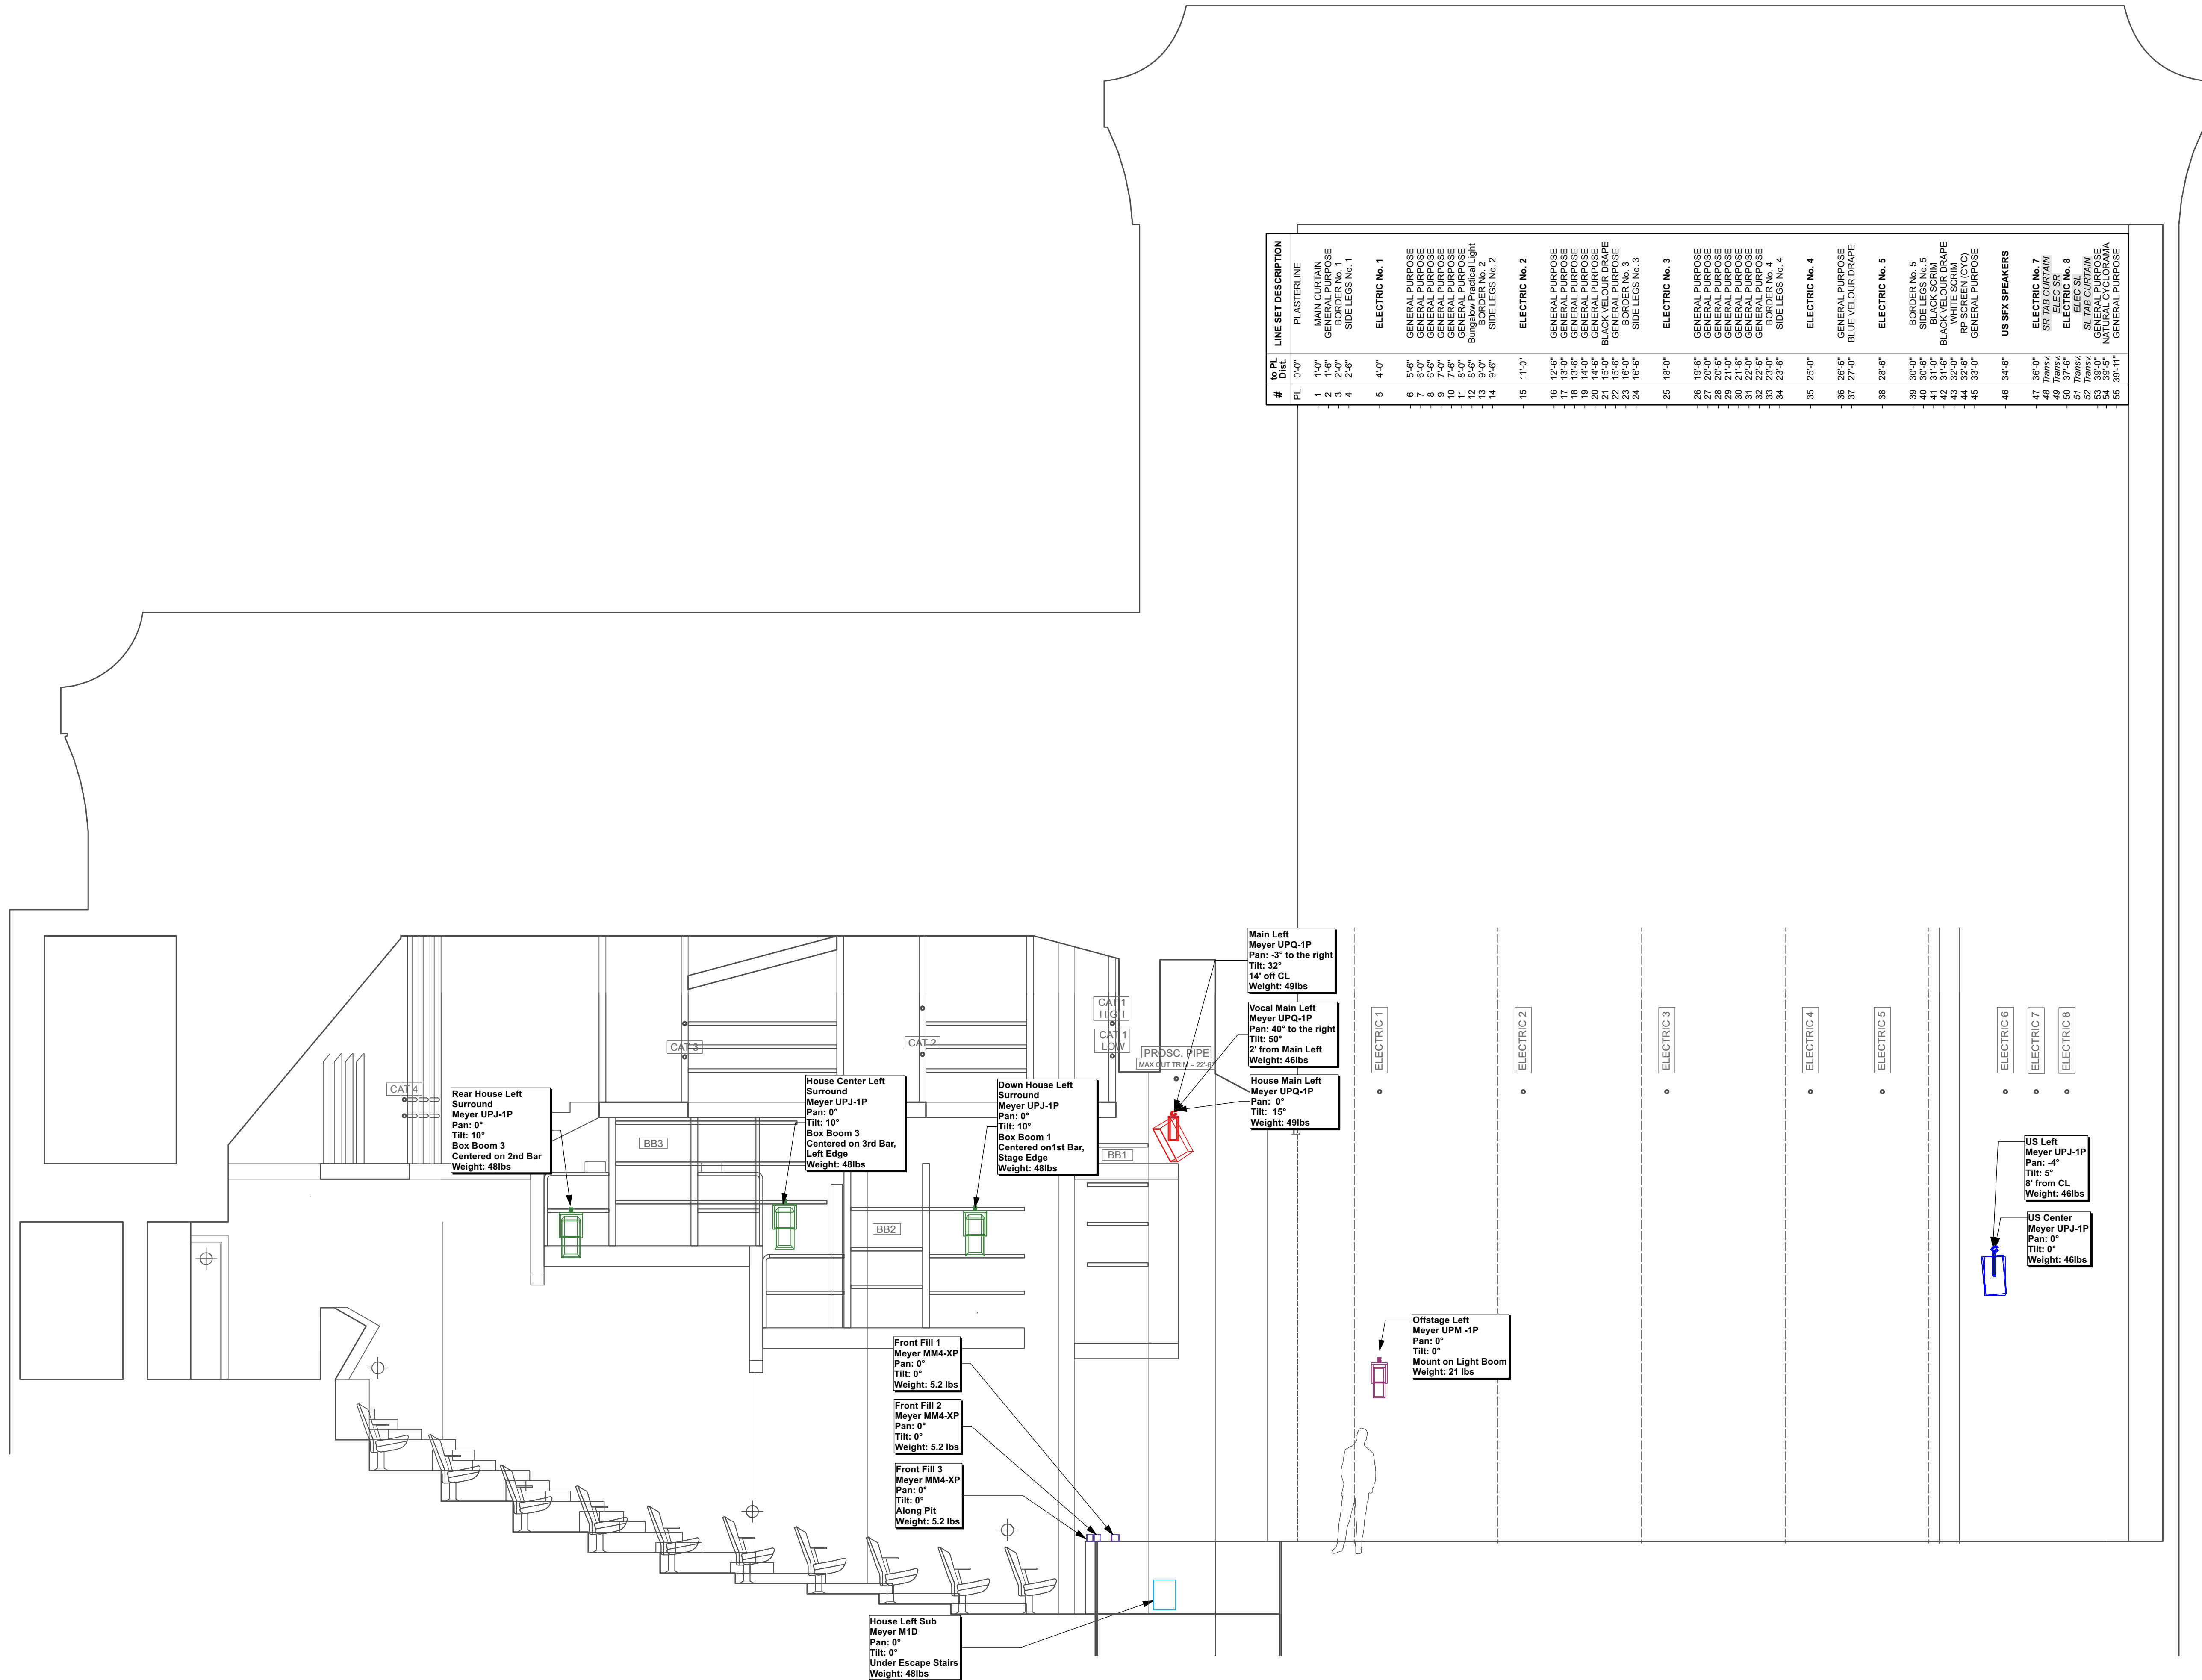 # to PL Dist. LINE SET DESCRIPTION
PL 0'-0" PLASTERLINE
1 1'-0" MAIN CURTAIN
2 1'-6" GENERAL PURPOSE
3 2'-0" BORDER No. 1
4 2'-6" SIDE LEGS No. 1
5 4'-0" ELECTRIC No. 1
6 5'-6" GENERAL PURPOSE
7 6'-0" GENERAL PURPOSE
8 6'-6" GENERAL PURPOSE
9 7'-0" GENERAL PURPOSE
10 7'-6" GENERAL PURPOSE
11 8'-0" GENERAL PURPOSE
12 8'-6" Bungalow Practical Light
13 9'-0" BORDER No. 2
14 9'-6" SIDE LEGS No. 2
15 11'-0" ELECTRIC No. 2
16 12'-6" GENERAL PURPOSE
17 13'-0" GENERAL PURPOSE
18 13'-6" GENERAL PURPOSE
19 14'-0" GENERAL PURPOSE
20 14'-6" GENERAL PURPOSE
21 15'-0" BLACK VELOUR DRAPE
22 15'-6" GENERAL PURPOSE
23 16'-0" BORDER No. 3
24 16'-6" SIDE LEGS No. 3
25 18'-0" ELECTRIC No. 3
26 19'-6" GENERAL PURPOSE
27 20'-0" GENERAL PURPOSE
28 20'-6" GENERAL PURPOSE
29 21'-0" GENERAL PURPOSE
30 21'-6" GENERAL PURPOSE
31 22'-0" GENERAL PURPOSE
32 22'-6" GENERAL PURPOSE
33 23'-0" BORDER No. 4
34 23'-6" SIDE LEGS No. 4
35 25'-0" ELECTRIC No. 4
36 26'-6" GENERAL PURPOSE
37 27'-0" BLUE VELOUR DRAPE
38 28'-6" ELECTRIC No. 5
39 30'-0" BORDER No. 5
40 30'-6" SIDE LEGS No. 5
41 31'-0" BLACK SCRIM
42 31'-6" BLACK VELOUR DRAPE
43 32'-0" WHITE SCRIM
44 32'-6" RP SCREEN (CYC)
45 33'-0" GENERAL PURPOSE
46 34'-6" US SFX SPEAKERS
47 36'-0" ELECTRIC No. 7
48 Transv. SR TAB CURTAIN
49 Transv. ELEC SR
50 37'-6" ELECTRIC No. 8
51 Transv. ELEC SL
52 Transv. SL TAB CURTAIN
53 39'-0" GENERAL PURPOSE
54 39'-5" NATURAL CYCLORAMA
55 39'-11" GENERAL PURPOSE
Main Left
Meyer UPQ-1P
Pan: -3° to the right
Tilt: 32°
14' off CL
Weight: 49lbs
Vocal Main Left
Meyer UPQ-1P
Pan: 40° to the right
Tilt: 50°
2' from Main Left
Weight: 46lbs
House Main Left
Meyer UPQ-1P
Pan: 0°
Tilt: 15°
Weight: 49lbs
CAT 1
HIGH
CAT 1
LOW
PROSC. PIPE
MAX OUT TRIM = 22'-6"
CAT 2
CAT 3
CAT 4
ELECTRIC 1
ELECTRIC 2
ELECTRIC 3
ELECTRIC 4
ELECTRIC 5
ELECTRIC 6
ELECTRIC 7
ELECTRIC 8
Rear House Left
Surround
Meyer UPJ-1P
Pan: 0°
Tilt: 10°
Box Boom 3
Centered on 2nd Bar
Weight: 48lbs
House Center Left
Surround
Meyer UPJ-1P
Pan: 0°
Tilt: 10°
Box Boom 3
Centered on 3rd Bar,
Left Edge
Weight: 48lbs
Down House Left
Surround
Meyer UPJ-1P
Pan: 0°
Tilt: 10°
Box Boom 1
Centered on1st Bar,
Stage Edge
Weight: 48lbs
BB3
BB1
BB2
US Left
Meyer UPJ-1P
Pan: -4°
Tilt: 5°
8' from CL
Weight: 46lbs
US Center
Meyer UPJ-1P
Pan: 0°
Tilt: 0°
Weight: 46lbs
Offstage Left
Meyer UPM -1P
Pan: 0°
Tilt: 0°
Mount on Light Boom
Weight: 21 lbs
Front Fill 1
Meyer MM4-XP
Pan: 0°
Tilt: 0°
Weight: 5.2 lbs
Front Fill 2
Meyer MM4-XP
Pan: 0°
Tilt: 0°
Weight: 5.2 lbs
Front Fill 3
Meyer MM4-XP
Pan: 0°
Tilt: 0°
Along Pit
Weight: 5.2 lbs
House Left Sub
Meyer M1D
Pan: 0°
Tilt: 0°
Under Escape Stairs
Weight: 48lbs